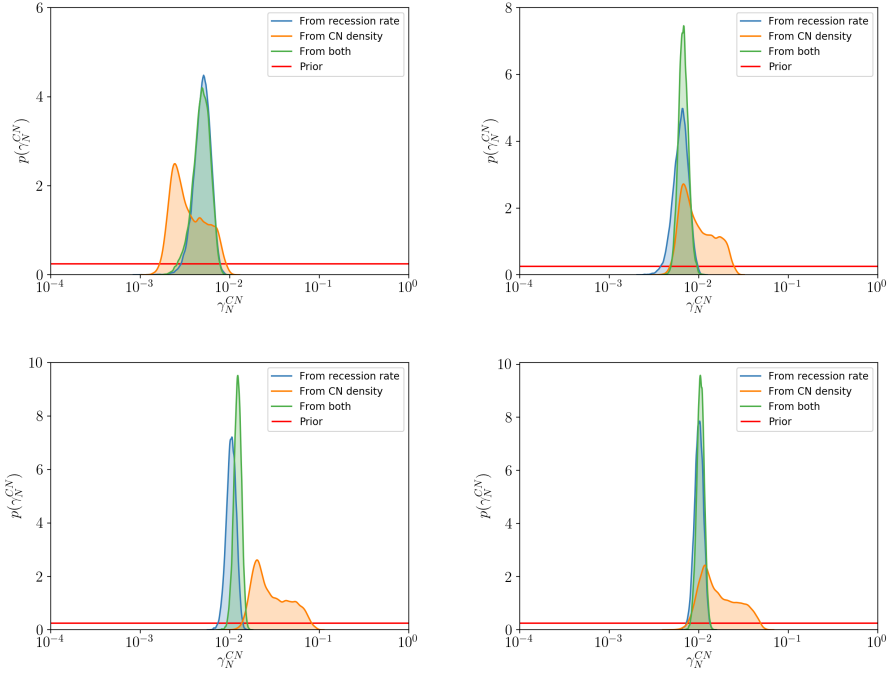 6
4
2
0
p(γ_N^{CN})
From recession rate
From CN density
From both
Prior
10^{-4} 10^{-3} 10^{-2} 10^{-1} 10^0
γ_N^{CN}
8
6
4
2
0
p(γ_N^{CN})
From recession rate
From CN density
From both
Prior
10^{-4} 10^{-3} 10^{-2} 10^{-1} 10^0
γ_N^{CN}
10
8
6
4
2
0
p(γ_N^{CN})
From recession rate
From CN density
From both
Prior
10^{-4} 10^{-3} 10^{-2} 10^{-1} 10^0
γ_N^{CN}
10
8
6
4
2
0
p(γ_N^{CN})
From recession rate
From CN density
From both
Prior
10^{-4} 10^{-3} 10^{-2} 10^{-1} 10^0
γ_N^{CN}